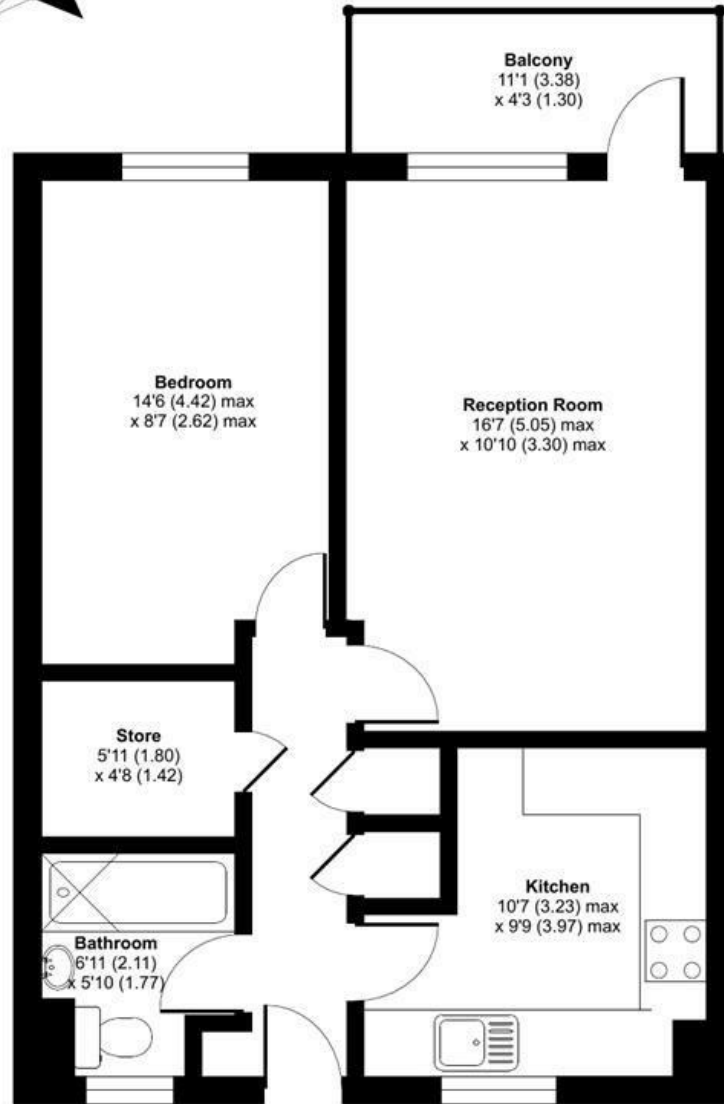 Balcony
11'1 (3.38)
x 4'3 (1.30)
Bedroom
14'6 (4.42) max
x 8'7 (2.62) max
Reception Room
16'7 (5.05) max
x 10'10 (3.30) max
Store
5'11 (1.80)
x 4'8 (1.42)
Kitchen
10'7 (3.23) max
x 9'9 (3.97) max
Bathroom
6'11 (2.11)
x 5'10 (1.77)